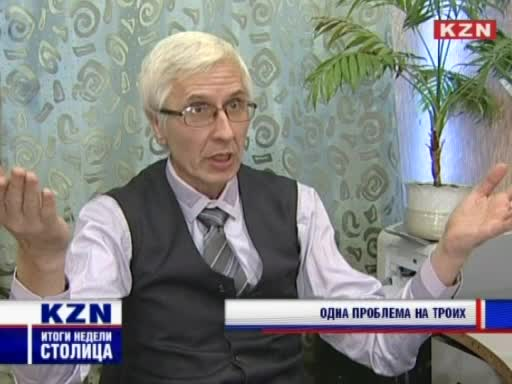 KZN
KZN
ИТОГИ НЕДЕЛИ
СТОЛИЦА
ОДНА ПРОБЛЕМА НА ТРОИХ